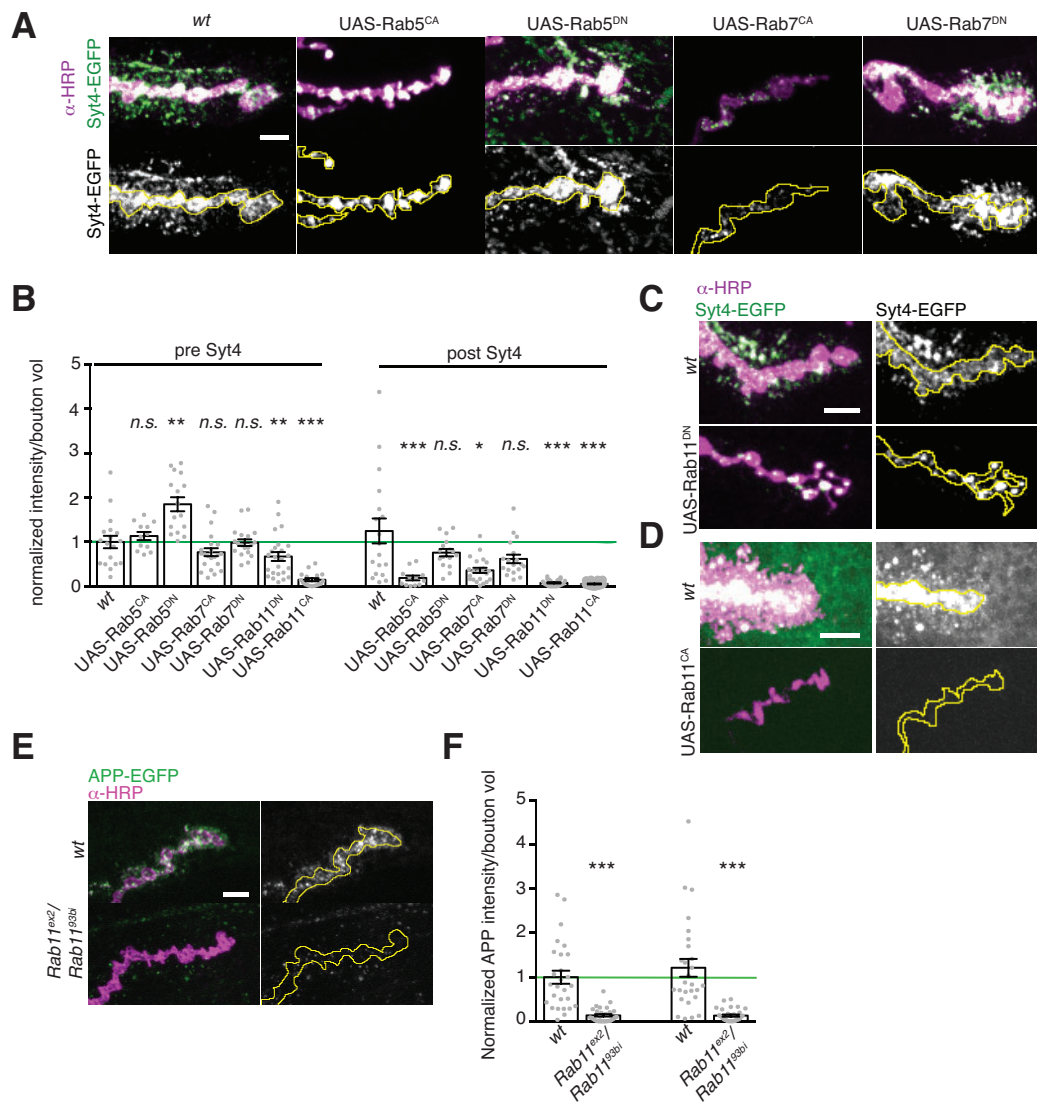 A
wt
UAS-Rab5CA
UAS-Rab5DN
UAS-Rab7CA
UAS-Rab7DN
α-HRP
Syt4-EGFP
Syt4-EGFP
B
pre Syt4
post Syt4
normalized intensity/bouton vol
5
4
3
2
1
0
n.s. ** n.s. n.s. ** ***
*** n.s. * n.s. *** ***
wt
UAS-Rab5CA
UAS-Rab5DN
UAS-Rab7CA
UAS-Rab7DN
UAS-Rab11DN
UAS-Rab11CA
wt
UAS-Rab5CA
UAS-Rab5DN
UAS-Rab7CA
UAS-Rab7DN
UAS-Rab11DN
UAS-Rab11CA
C
α-HRP
Syt4-EGFP
Syt4-EGFP
wt
UAS-Rab11DN
D
wt
UAS-Rab11CA
E
APP-EGFP
α-HRP
wt
Rab11ex2/
Rab1193bi
F
Normalized APP intensity/bouton vol
5
4
3
2
1
0
*** ***
wt
Rab11ex2/
Rab1193bi
wt
Rab11ex2/
Rab1193bi